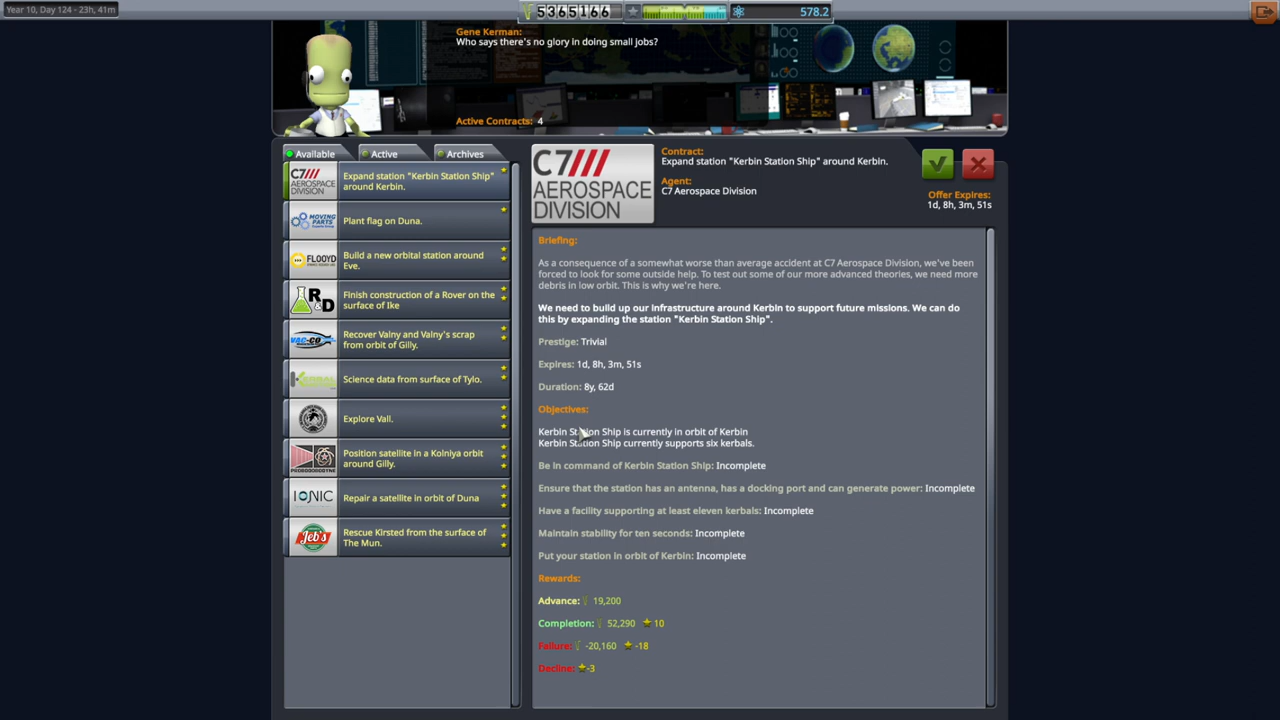 Year 10, Day 124 - 23h, 41m
5365166
578.2
Gene Kerman:
Who says there's no glory in doing small jobs?
Active Contracts: 4
Available
Active
Archives
C7 AEROSPACE DIVISION
Expand station "Kerbin Station Ship"
around Kerbin.
MOVING PARTS
Plant flag on Duna.
FLOOYD
Build a new orbital station around
Eve.
R&D
Finish construction of a Rover on the
surface of Ike
VAC-CO
Recover Valny and Valny's scrap
from orbit of Gilly.
Science data from surface of Tylo.
Explore Vall.
PROBODOBODYNE
Position satellite in a Kolniya orbit
around Gilly.
IONIC
Repair a satellite in orbit of Duna
Jeb's
Rescue Kirsted from the surface of
The Mun.
C7
AEROSPACE
DIVISION
Contract:
Expand station "Kerbin Station Ship" around Kerbin.
Agent:
C7 Aerospace Division
Offer Expires:
1d, 8h, 3m, 51s
Briefing:
As a consequence of a somewhat worse than average accident at C7 Aerospace Division, we've been
forced to look for some outside help. To test out some of our more advanced theories, we need more
debris in low orbit. This is why we're here.
We need to build up our infrastructure around Kerbin to support future missions. We can do
this by expanding the station "Kerbin Station Ship".
Prestige: Trivial
Expires: 1d, 8h, 3m, 51s
Duration: 8y, 62d
Objectives:
Kerbin Station Ship is currently in orbit of Kerbin
Kerbin Station Ship currently supports six kerbals.
Be in command of Kerbin Station Ship: Incomplete
Ensure that the station has an antenna, has a docking port and can generate power: Incomplete
Have a facility supporting at least eleven kerbals: Incomplete
Maintain stability for ten seconds: Incomplete
Put your station in orbit of Kerbin: Incomplete
Rewards:
Advance: 19,200
Completion: 52,290 10
Failure: -20,160 -18
Decline: -3